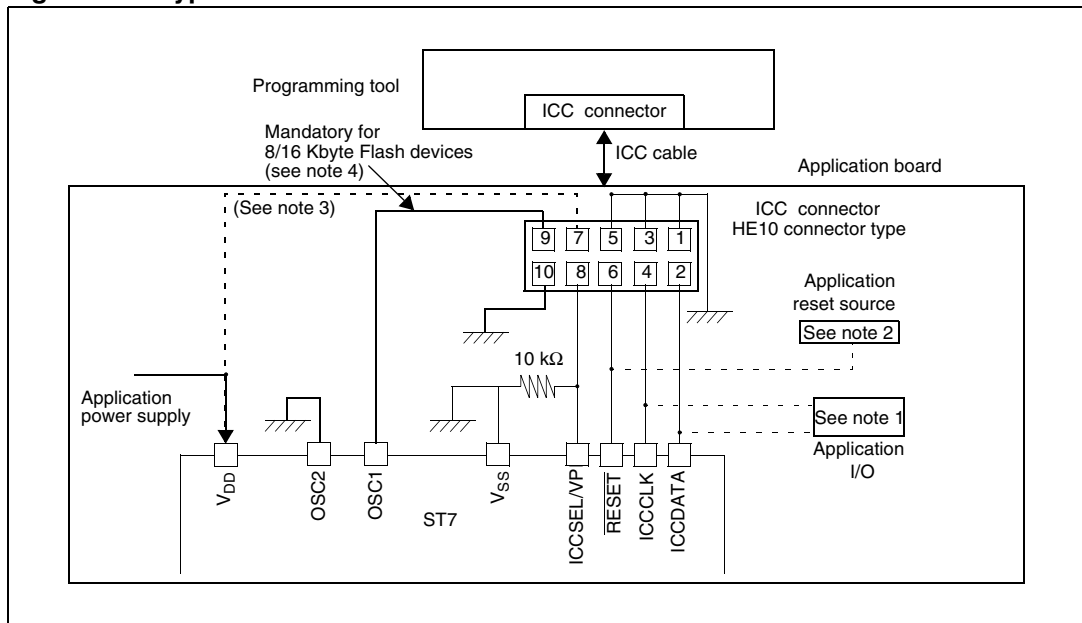 Programming tool
ICC connector
Mandatory for
8/16 Kbyte Flash devices
(see note 4)
ICC cable
Application board
(See note 3)
ICC connector
HE10 connector type
9 7 5 3 1
10 8 6 4 2
Application
reset source
See note 2
10 kΩ
Application
power supply
See note 1
Application
I/O
VDD
OSC2
OSC1
VSS
ICCSEL/VP
RESET
ICCCLK
ICCDATA
ST7